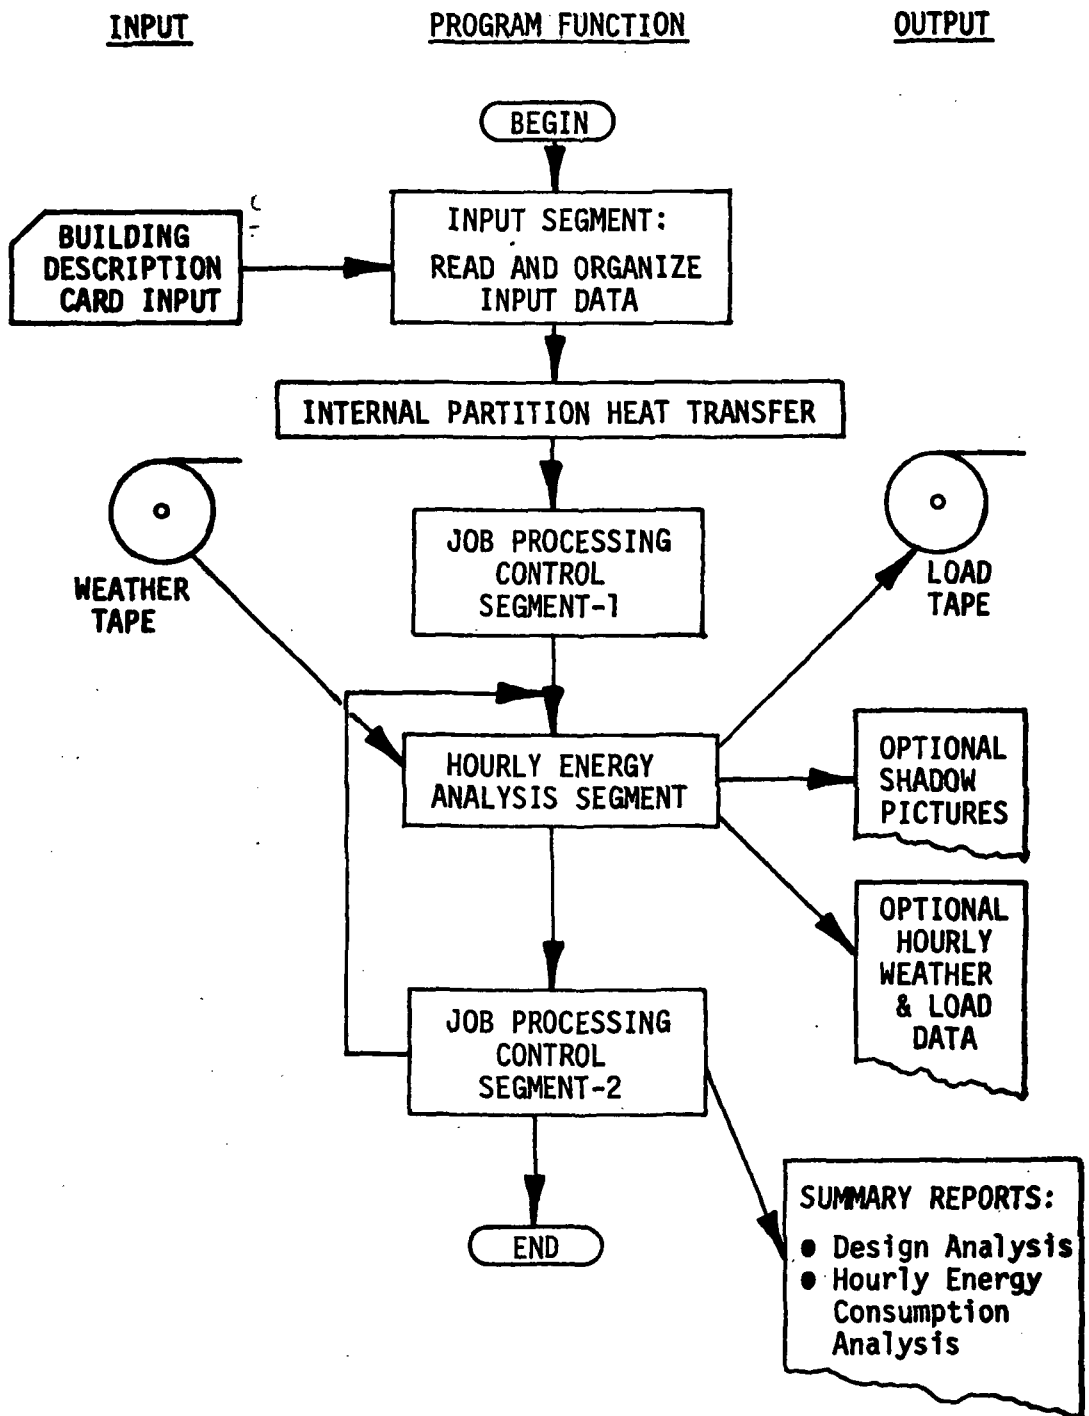 INPUT
PROGRAM FUNCTION
OUTPUT
BEGIN
BUILDING
DESCRIPTION
CARD INPUT
INPUT SEGMENT:
READ AND ORGANIZE
INPUT DATA
INTERNAL PARTITION HEAT TRANSFER
WEATHER
TAPE
JOB PROCESSING
CONTROL
SEGMENT-1
LOAD
TAPE
HOURLY ENERGY
ANALYSIS SEGMENT
OPTIONAL
SHADOW
PICTURES
OPTIONAL
HOURLY
WEATHER
& LOAD
DATA
JOB PROCESSING
CONTROL
SEGMENT-2
END
SUMMARY REPORTS:
● Design Analysis
● Hourly Energy
Consumption
Analysis